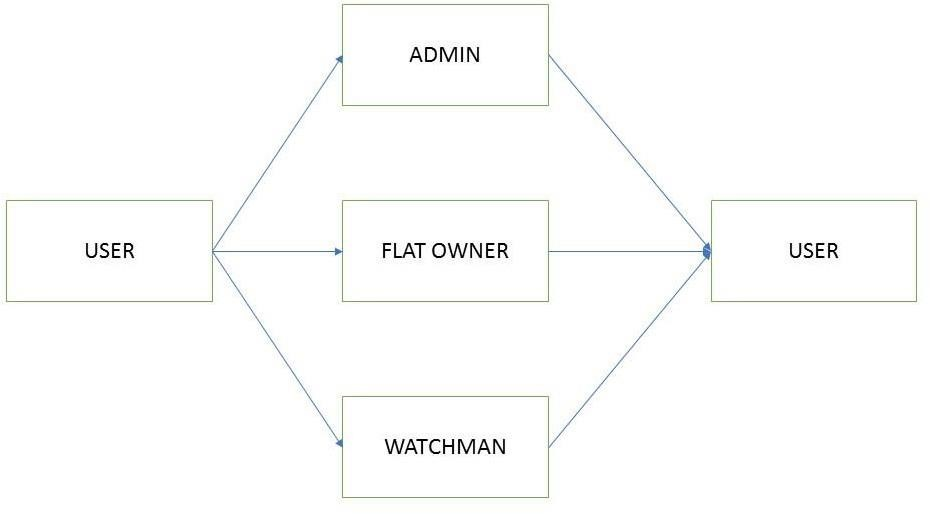 ADMIN
USER
FLAT OWNER
USER
WATCHMAN